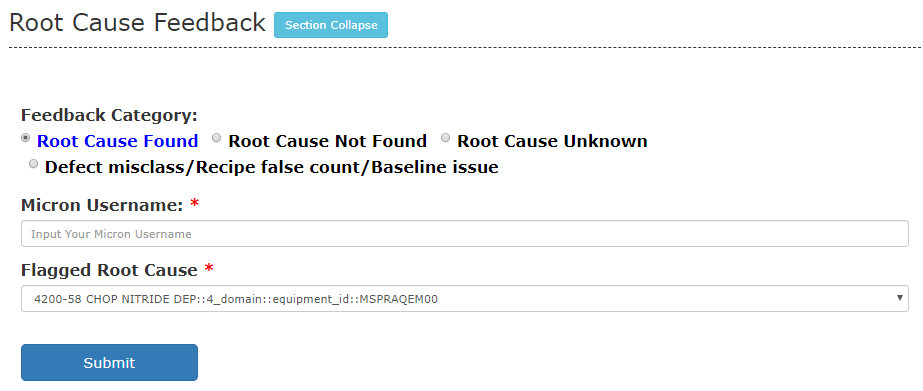 Root Cause Feedback Section Collapse
Feedback Category:
Root Cause Found Root Cause Not Found Root Cause Unknown
Defect misclass/Recipe false count/Baseline issue
Micron Username: *
Input Your Micron Username
Flagged Root Cause *
4200-58 CHOP NITRIDE DEP::4_domain::equipment_id::MSPRAQEM00
Submit